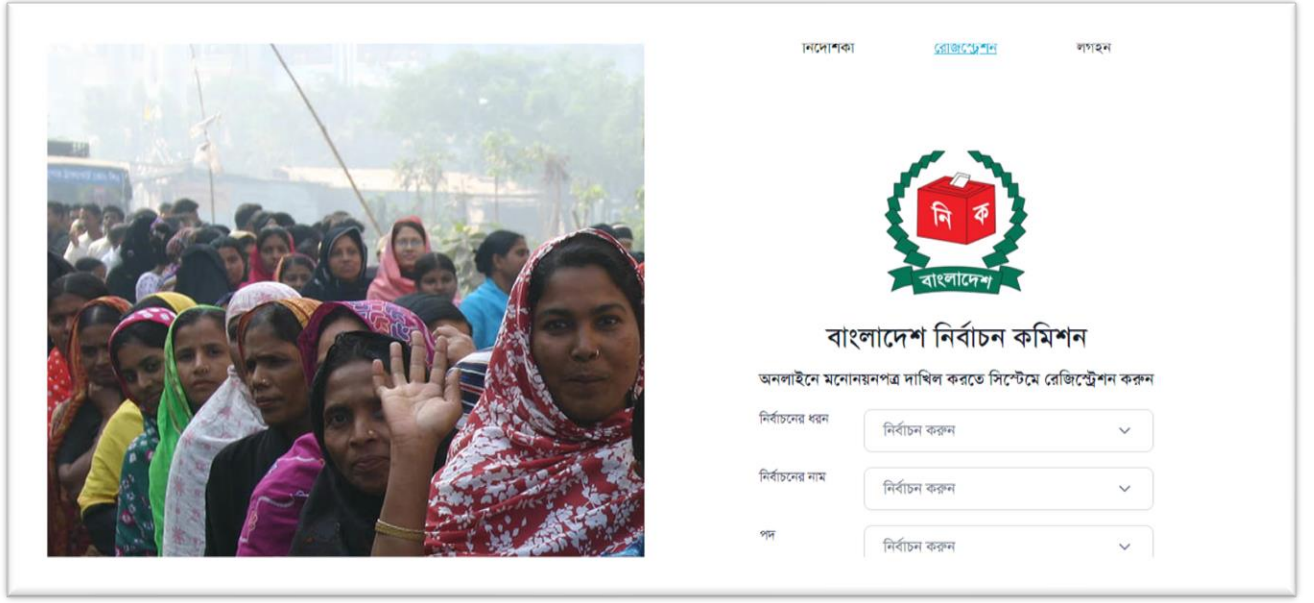 নির্দেশিকা রেজিস্ট্রেশন লগইন
নি ক
বাংলাদেশ
বাংলাদেশ নির্বাচন কমিশন
অনলাইনে মনোনয়নপত্র দাখিল করতে সিস্টেমে রেজিস্ট্রেশন করুন
নির্বাচনের ধরন নির্বাচন করুন
নির্বাচনের নাম নির্বাচন করুন
পদ নির্বাচন করুন